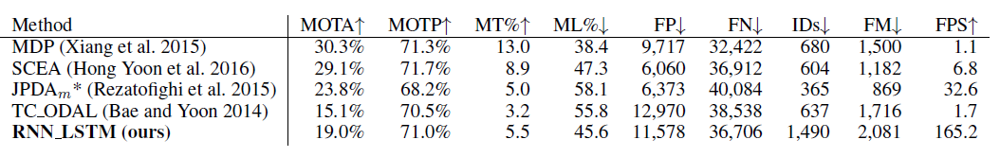 Method MOTA↑ MOTP↑ MT%↑ ML%↓ FP↓ FN↓ IDs↓ FM↓ FPS↑
MDP (Xiang et al. 2015) 30.3% 71.3% 13.0 38.4 9,717 32,422 680 1,500 1.1
SCEA (Hong Yoon et al. 2016) 29.1% 71.7% 8.9 47.3 6,060 36,912 604 1,182 6.8
JPDAm* (Rezatofighi et al. 2015) 23.8% 68.2% 5.0 58.1 6,373 40,084 365 869 32.6
TC_ODAL (Bae and Yoon 2014) 15.1% 70.5% 3.2 55.8 12,970 38,538 637 1,716 1.7
RNN_LSTM (ours) 19.0% 71.0% 5.5 45.6 11,578 36,706 1,490 2,081 165.2